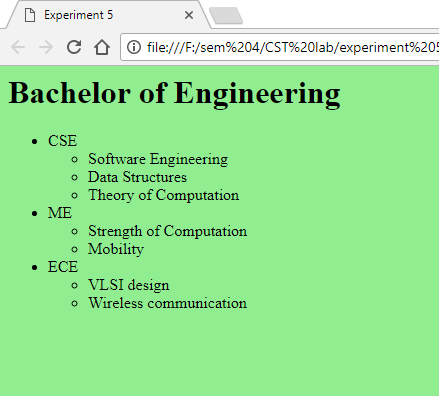 Experiment 5
file:///F:/sem%204/CST%20lab/experiment%205
Bachelor of Engineering
CSE
Software Engineering
Data Structures
Theory of Computation
ME
Strength of Computation
Mobility
ECE
VLSI design
Wireless communication